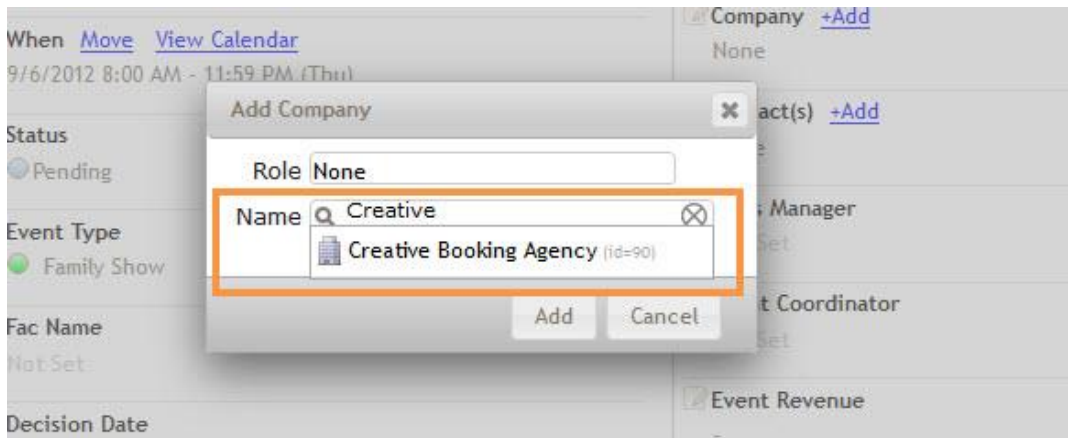 When Move View Calendar
9/6/2012 8:00 AM - 11:59 PM (Thu)
Status
Pending
Event Type
Family Show
Fac Name
Not Set
Decision Date
Add Company
Role None
Name Creative
Creative Booking Agency (id=90)
Add Cancel
Company +Add
None
act(s) +Add
Manager
Set
t Coordinator
Set
Event Revenue